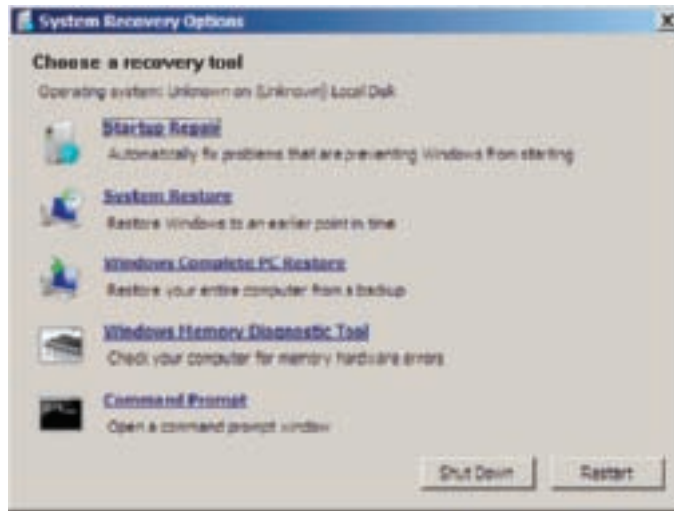 System Recovery Options
Choose a recovery tool
Operating system: Unknown on (Unknown) Local Disk
Startup Repair
Automatically fix problems that are preventing Windows from starting
System Restore
Restore Windows to an earlier point in time
Windows Complete PC Restore
Restore your entire computer from a backup
Windows Memory Diagnostic Tool
Check your computer for memory hardware errors
Command Prompt
Open a command prompt window
Shut Down
Restart